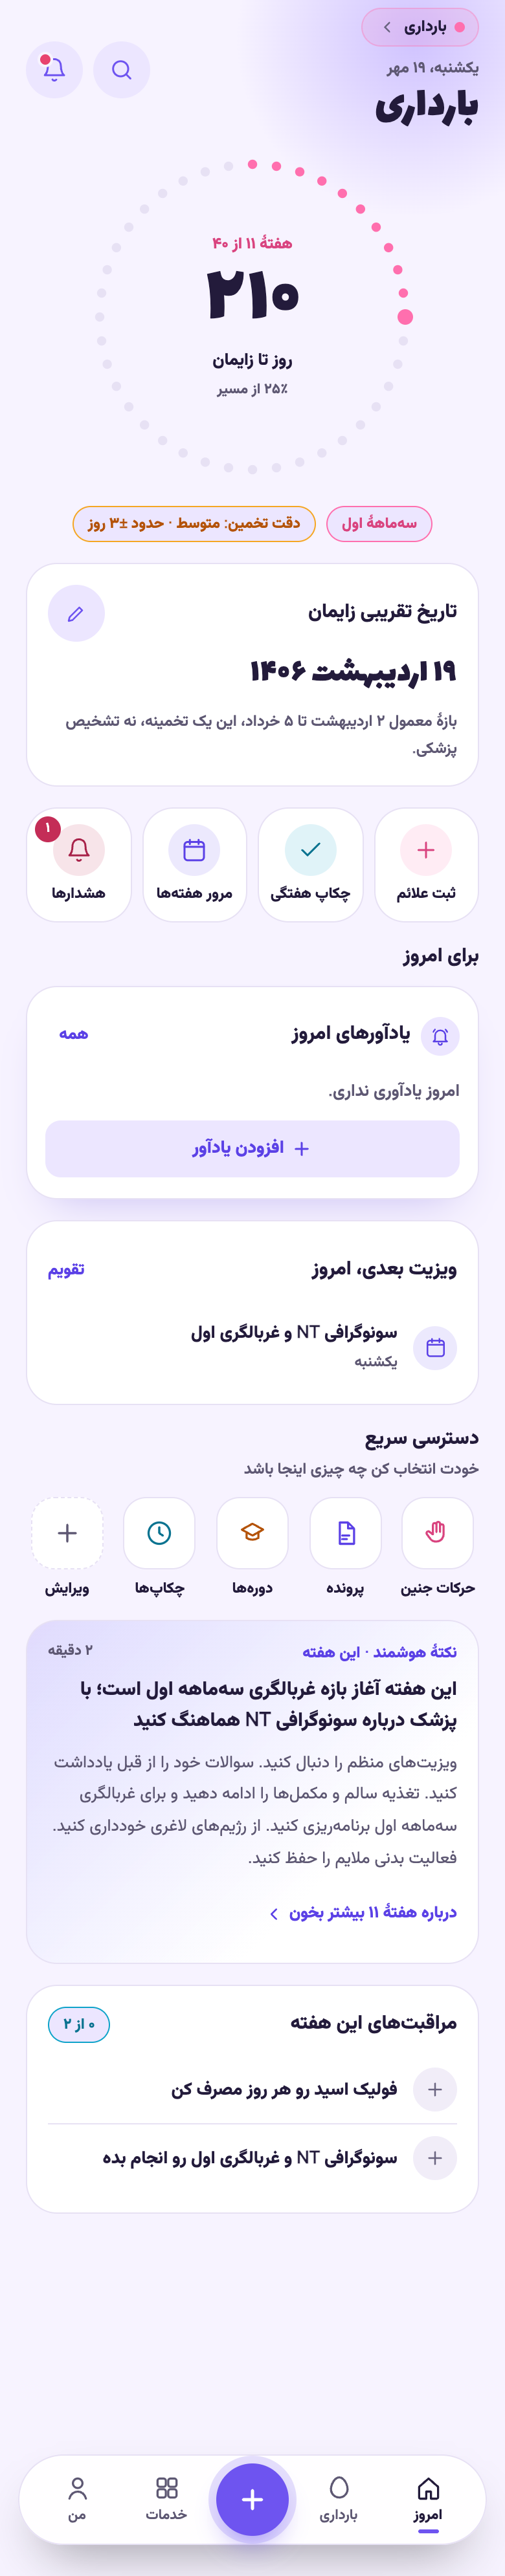 بارداری
یکشنبه، ۱۹ مهر
بارداری
هفتهٔ ۱۱ از ۴۰
۲۱۰
روز تا زایمان
۲۵٪ از مسیر
سه‌ماههٔ اول
دقت تخمین: متوسط · حدود ±۳ روز
تاریخ تقریبی زایمان
۱۹ اردیبهشت ۱۴۰۶
بازهٔ معمول ۲ اردیبهشت تا ۵ خرداد، این یک تخمینه، نه تشخیص
پزشکی.
ثبت علائم
چکاپ هفتگی
مرور هفته‌ها
۱
هشدارها
برای امروز
یادآورهای امروز
همه
امروز یادآوری نداری.
افزودن یادآور
ویزیت بعدی، امروز
تقویم
سونوگرافی NT و غربالگری اول
یکشنبه
دسترسی سریع
خودت انتخاب کن چه چیزی اینجا باشد
حرکات جنین
پرونده
دوره‌ها
چکاپ‌ها
ویرایش
نکتهٔ هوشمند · این هفته
۲ دقیقه
این هفته آغاز بازه غربالگری سه‌ماهه اول است؛ با
پزشک درباره سونوگرافی NT هماهنگ کنید
ویزیت‌های منظم را دنبال کنید. سوالات خود را از قبل یادداشت
کنید. تغذیه سالم و مکمل‌ها را ادامه دهید و برای غربالگری
سه‌ماهه اول برنامه‌ریزی کنید. از رژیم‌های لاغری خودداری کنید.
فعالیت بدنی ملایم را حفظ کنید.
درباره هفتهٔ ۱۱ بیشتر بخون
مراقبت‌های این هفته
۰ از ۲
فولیک اسید رو هر روز مصرف کن
سونوگرافی NT و غربالگری اول رو انجام بده
امروز
بارداری
خدمات
من